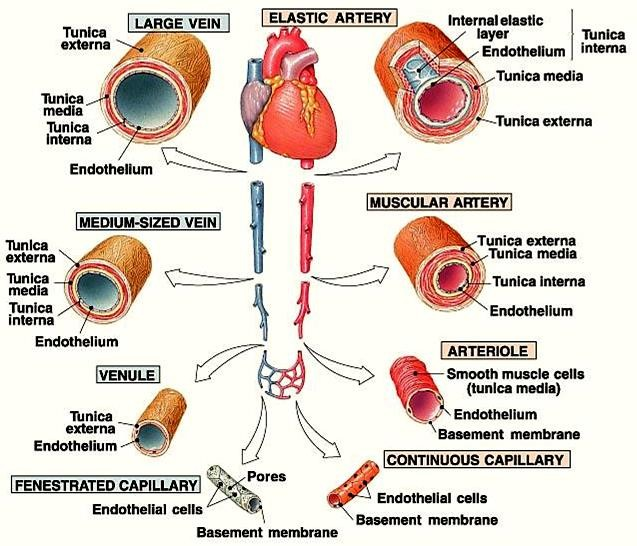 LARGE VEIN
Tunica
externa
Tunica
media
Tunica
interna
Endothelium
ELASTIC ARTERY
Internal elastic
layer
Endothelium
Tunica
interna
Tunica media
Tunica externa
MEDIUM-SIZED VEIN
Tunica
externa
Tunica
media
Tunica
interna
Endothelium
MUSCULAR ARTERY
Tunica externa
Tunica media
Tunica interna
Endothelium
VENULE
Tunica
externa
Endothelium
ARTERIOLE
Smooth muscle cells
(tunica media)
Endothelium
Basement membrane
FENESTRATED CAPILLARY
Pores
Endothelial cells
Basement membrane
CONTINUOUS CAPILLARY
Endothelial cells
Basement membrane